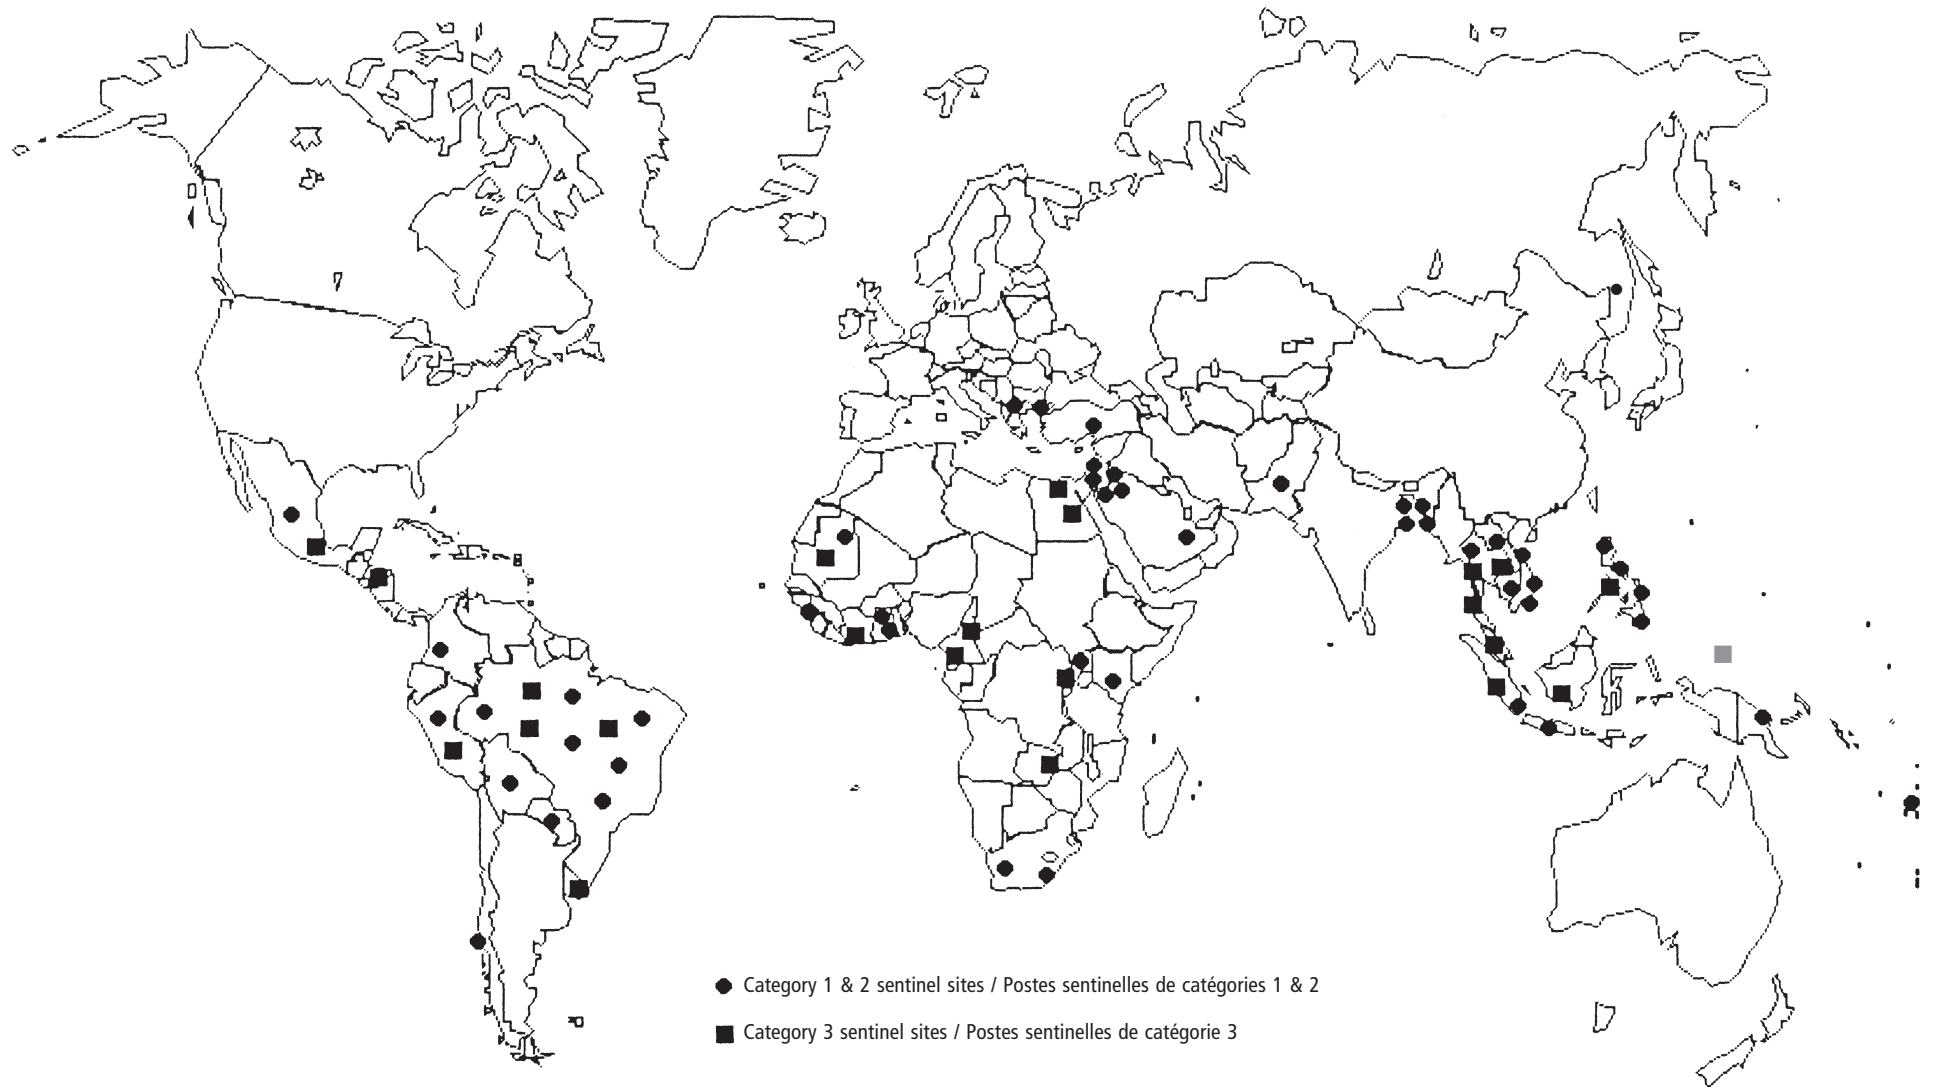 Category 1 & 2 sentinel sites / Postes sentinelles de catégories 1 & 2
Category 3 sentinel sites / Postes sentinelles de catégorie 3